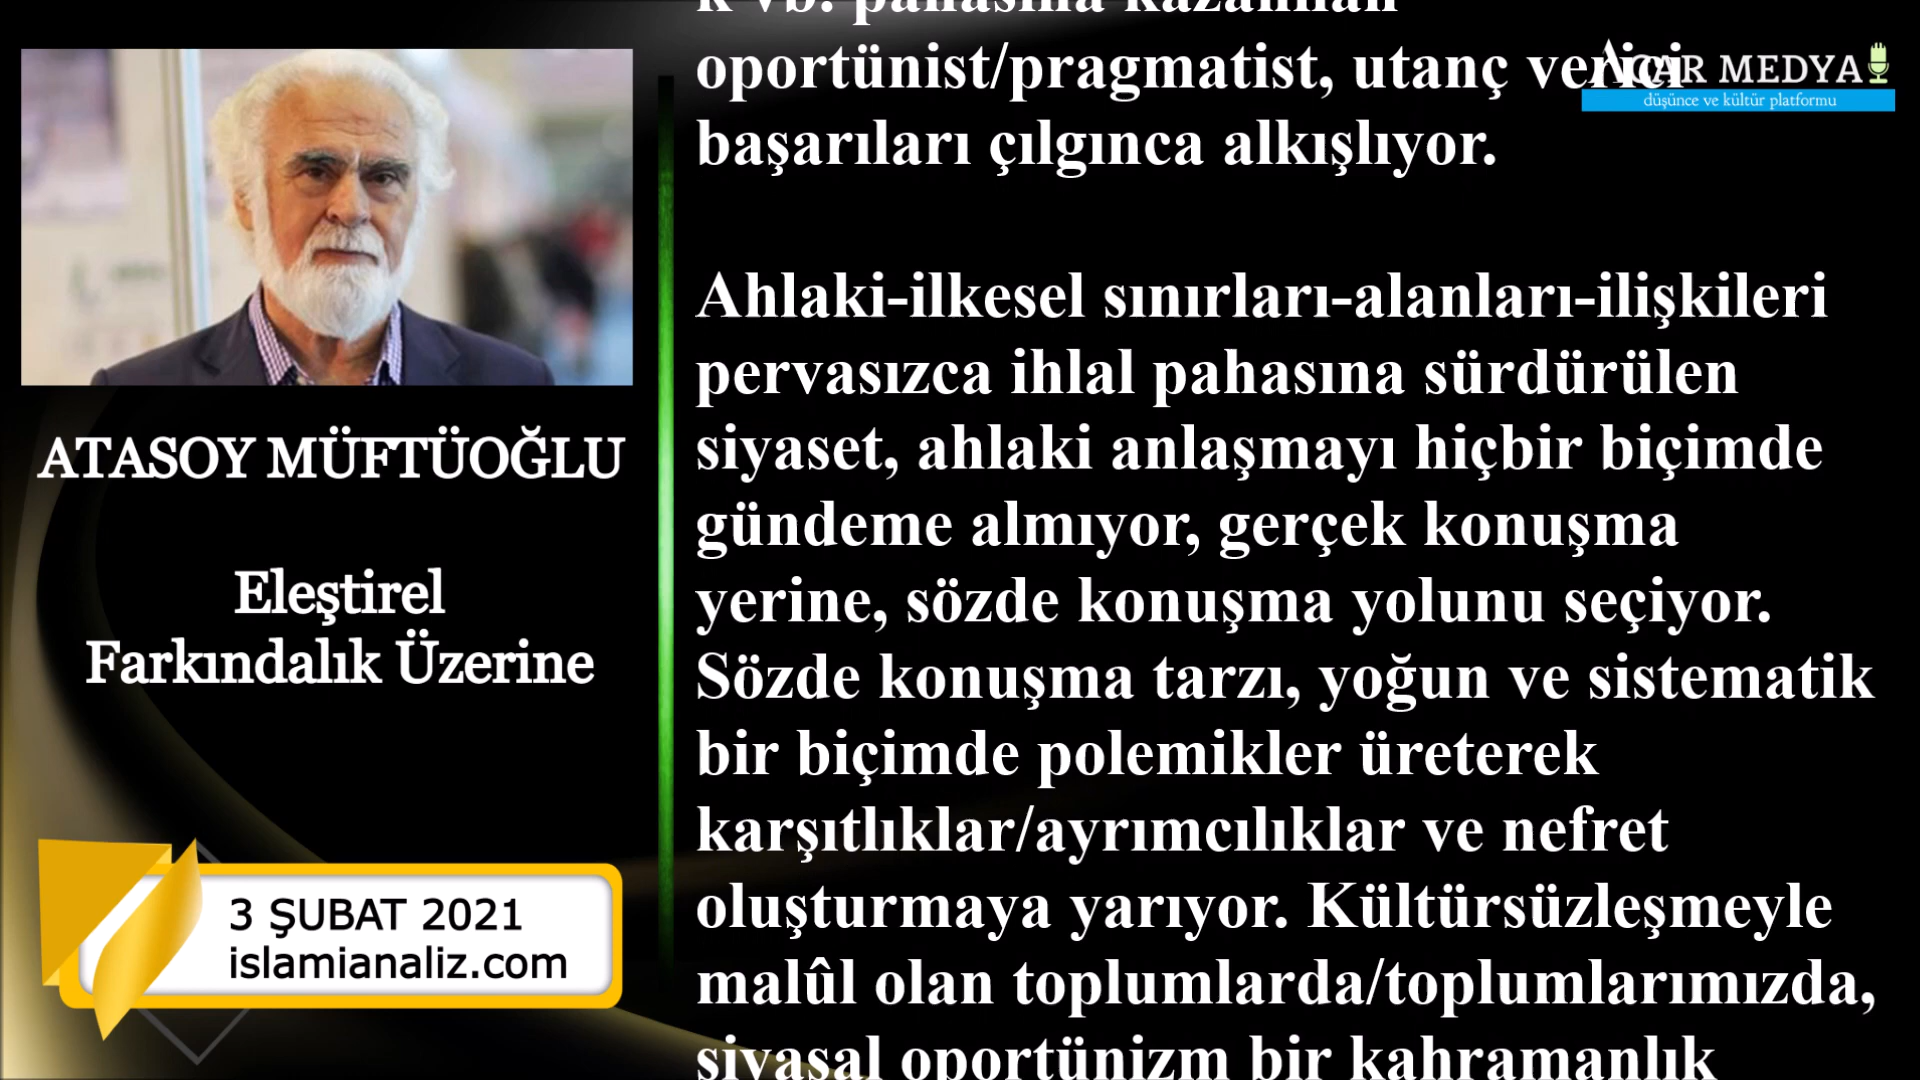 ATASOY MÜFTÜOĞLU
Eleştirel
Farkındalık Üzerine
3 ŞUBAT 2021
islamianaliz.com
k vb. pahasına kazanılan
oportünist/pragmatist, utanç verici
başarıları çılgınca alkışlıyor.
Ahlaki-ilkesel sınırları-alanları-ilişkileri
pervasızca ihlal pahasına sürdürülen
siyaset, ahlaki anlaşmayı hiçbir biçimde
gündeme almıyor, gerçek konuşma
yerine, sözde konuşma yolunu seçiyor.
Sözde konuşma tarzı, yoğun ve sistematik
bir biçimde polemikler üreterek
karşıtlıklar/ayrımcılıklar ve nefret
oluşturmaya yarıyor. Kültürsüzleşmeyle
malûl olan toplumlarda/toplumlarımızda,
siyasal oportünizm bir kahramanlık
MEDYA
düşünce ve kültür platformu